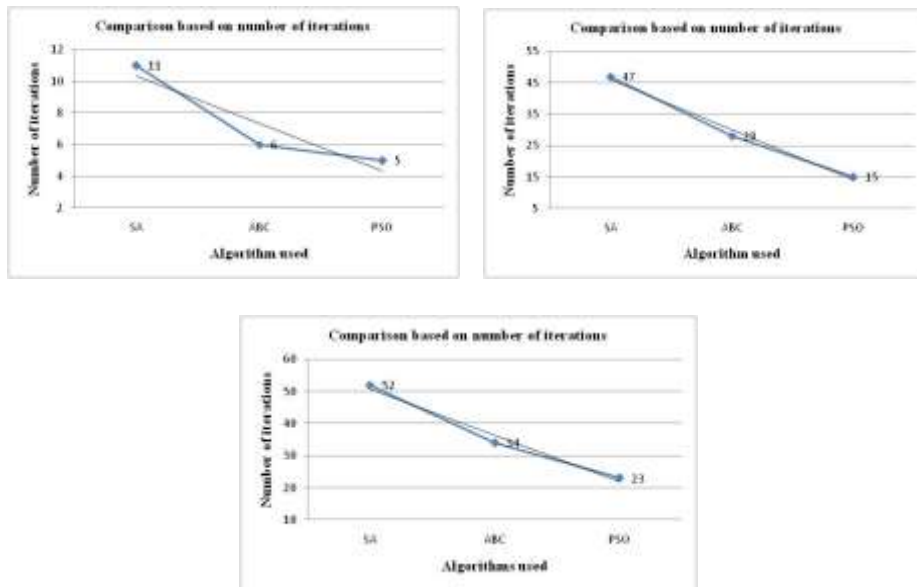 Comparison based on number of iterations
Number of iterations
12
10
8
6
4
2
11
6
5
SA
ABC
PSO
Algorithm used
Comparison based on number of iterations
Number of iterations
55
45
35
25
15
5
47
15
SA
ABC
PSO
Algorithm used
Comparison based on number of iterations
Number of iterations
60
50
40
30
20
10
52
34
23
SA
ABC
PSO
Algorithms used